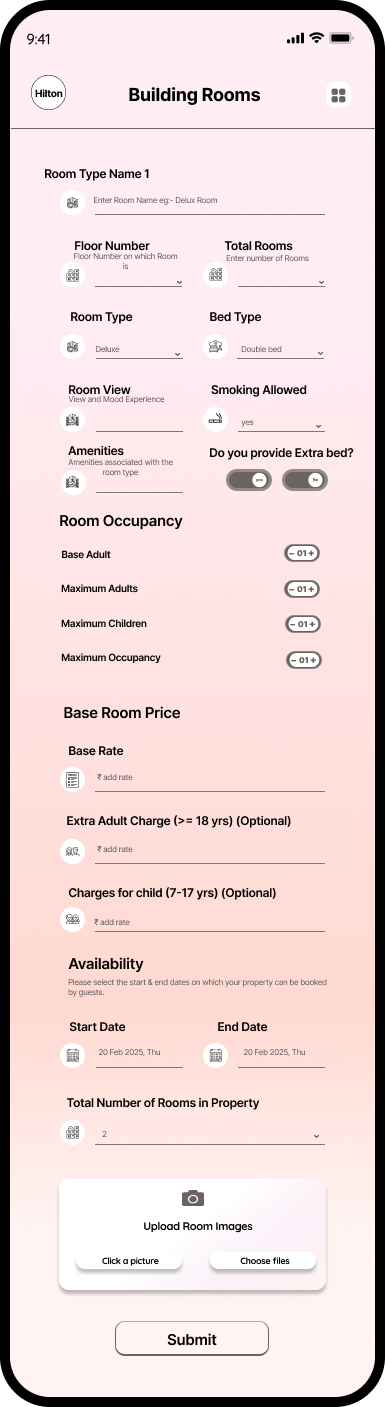 9:41
Hilton
Building Rooms
Room Type Name 1
Enter Room Name eg:- Delux Room
Floor Number
Total Rooms
Floor Number on which Room
is
Enter number of Rooms
Room Type
Bed Type
Deluxe
Double bed
Room View
Smoking Allowed
View and Mood Experience
yes
Amenities
Do you provide Extra bed?
Amenities associated with the
room type
yes
No
Room Occupancy
Base Adult
− 01 +
Maximum Adults
− 01 +
Maximum Children
− 01 +
Maximum Occupancy
− 01 +
Base Room Price
Base Rate
₹ add rate
Extra Adult Charge (>= 18 yrs) (Optional)
₹ add rate
Charges for child (7-17 yrs) (Optional)
₹ add rate
Availability
Please select the start & end dates on which your property can be booked
by guests.
Start Date
End Date
20 Feb 2025, Thu
20 Feb 2025, Thu
Total Number of Rooms in Property
2
Upload Room Images
Click a picture
Choose files
Submit